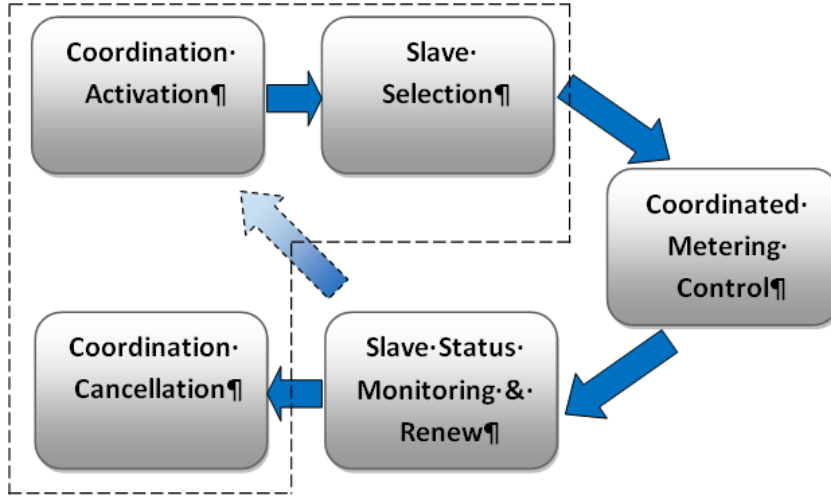 Coordination·
Activation¶
Slave·
Selection¶
Coordinated·
Metering·
Control¶
Slave·Status·
Monitoring·&·
Renew¶
Coordination·
Cancellation¶